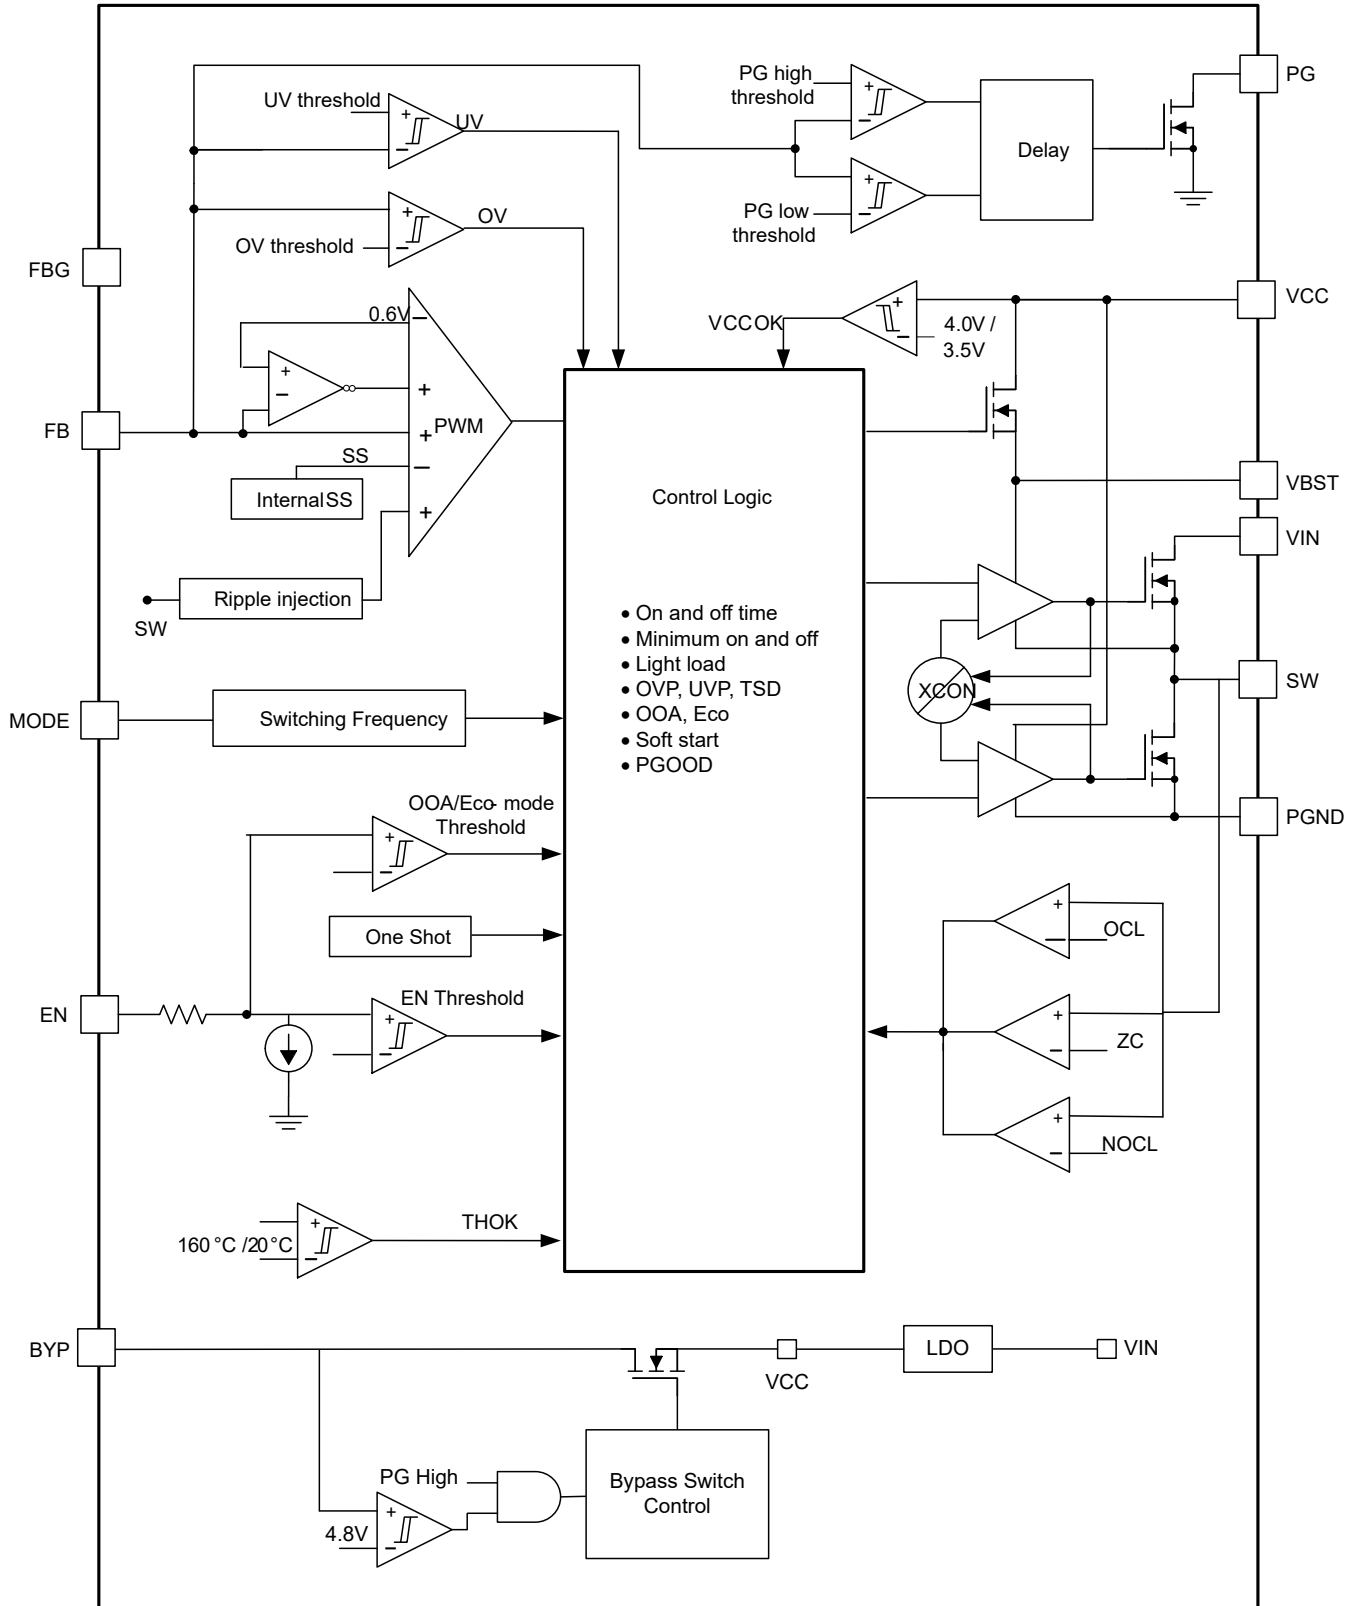 PG high
threshold
PG
UV threshold
+
UV
+
−
−
Delay
+
−
PG low
threshold
+
−
OV
OV threshold
+
−
FBG
VCC
VCCOK
+
−
4.0V /
3.5V
0.6V
−
+
−
+
FB
+
PWM
SS
−
Internal SS
+
Ripple injection
SW
Control Logic
VBST
VIN
• On and off time
• Minimum on and off
• Light load
• OVP, UVP, TSD
• OOA, Eco
• Soft start
• PGOOD
XCON
SW
MODE
Switching Frequency
PGND
OOA/Eco- mode
Threshold
+
−
One Shot
+
−
OCL
EN
EN Threshold
+
−
+
−
ZC
+
−
NOCL
THOK
+
−
160 °C /20 °C
BYP
VCC
LDO
VIN
PG High
+
−
4.8V
Bypass Switch
Control